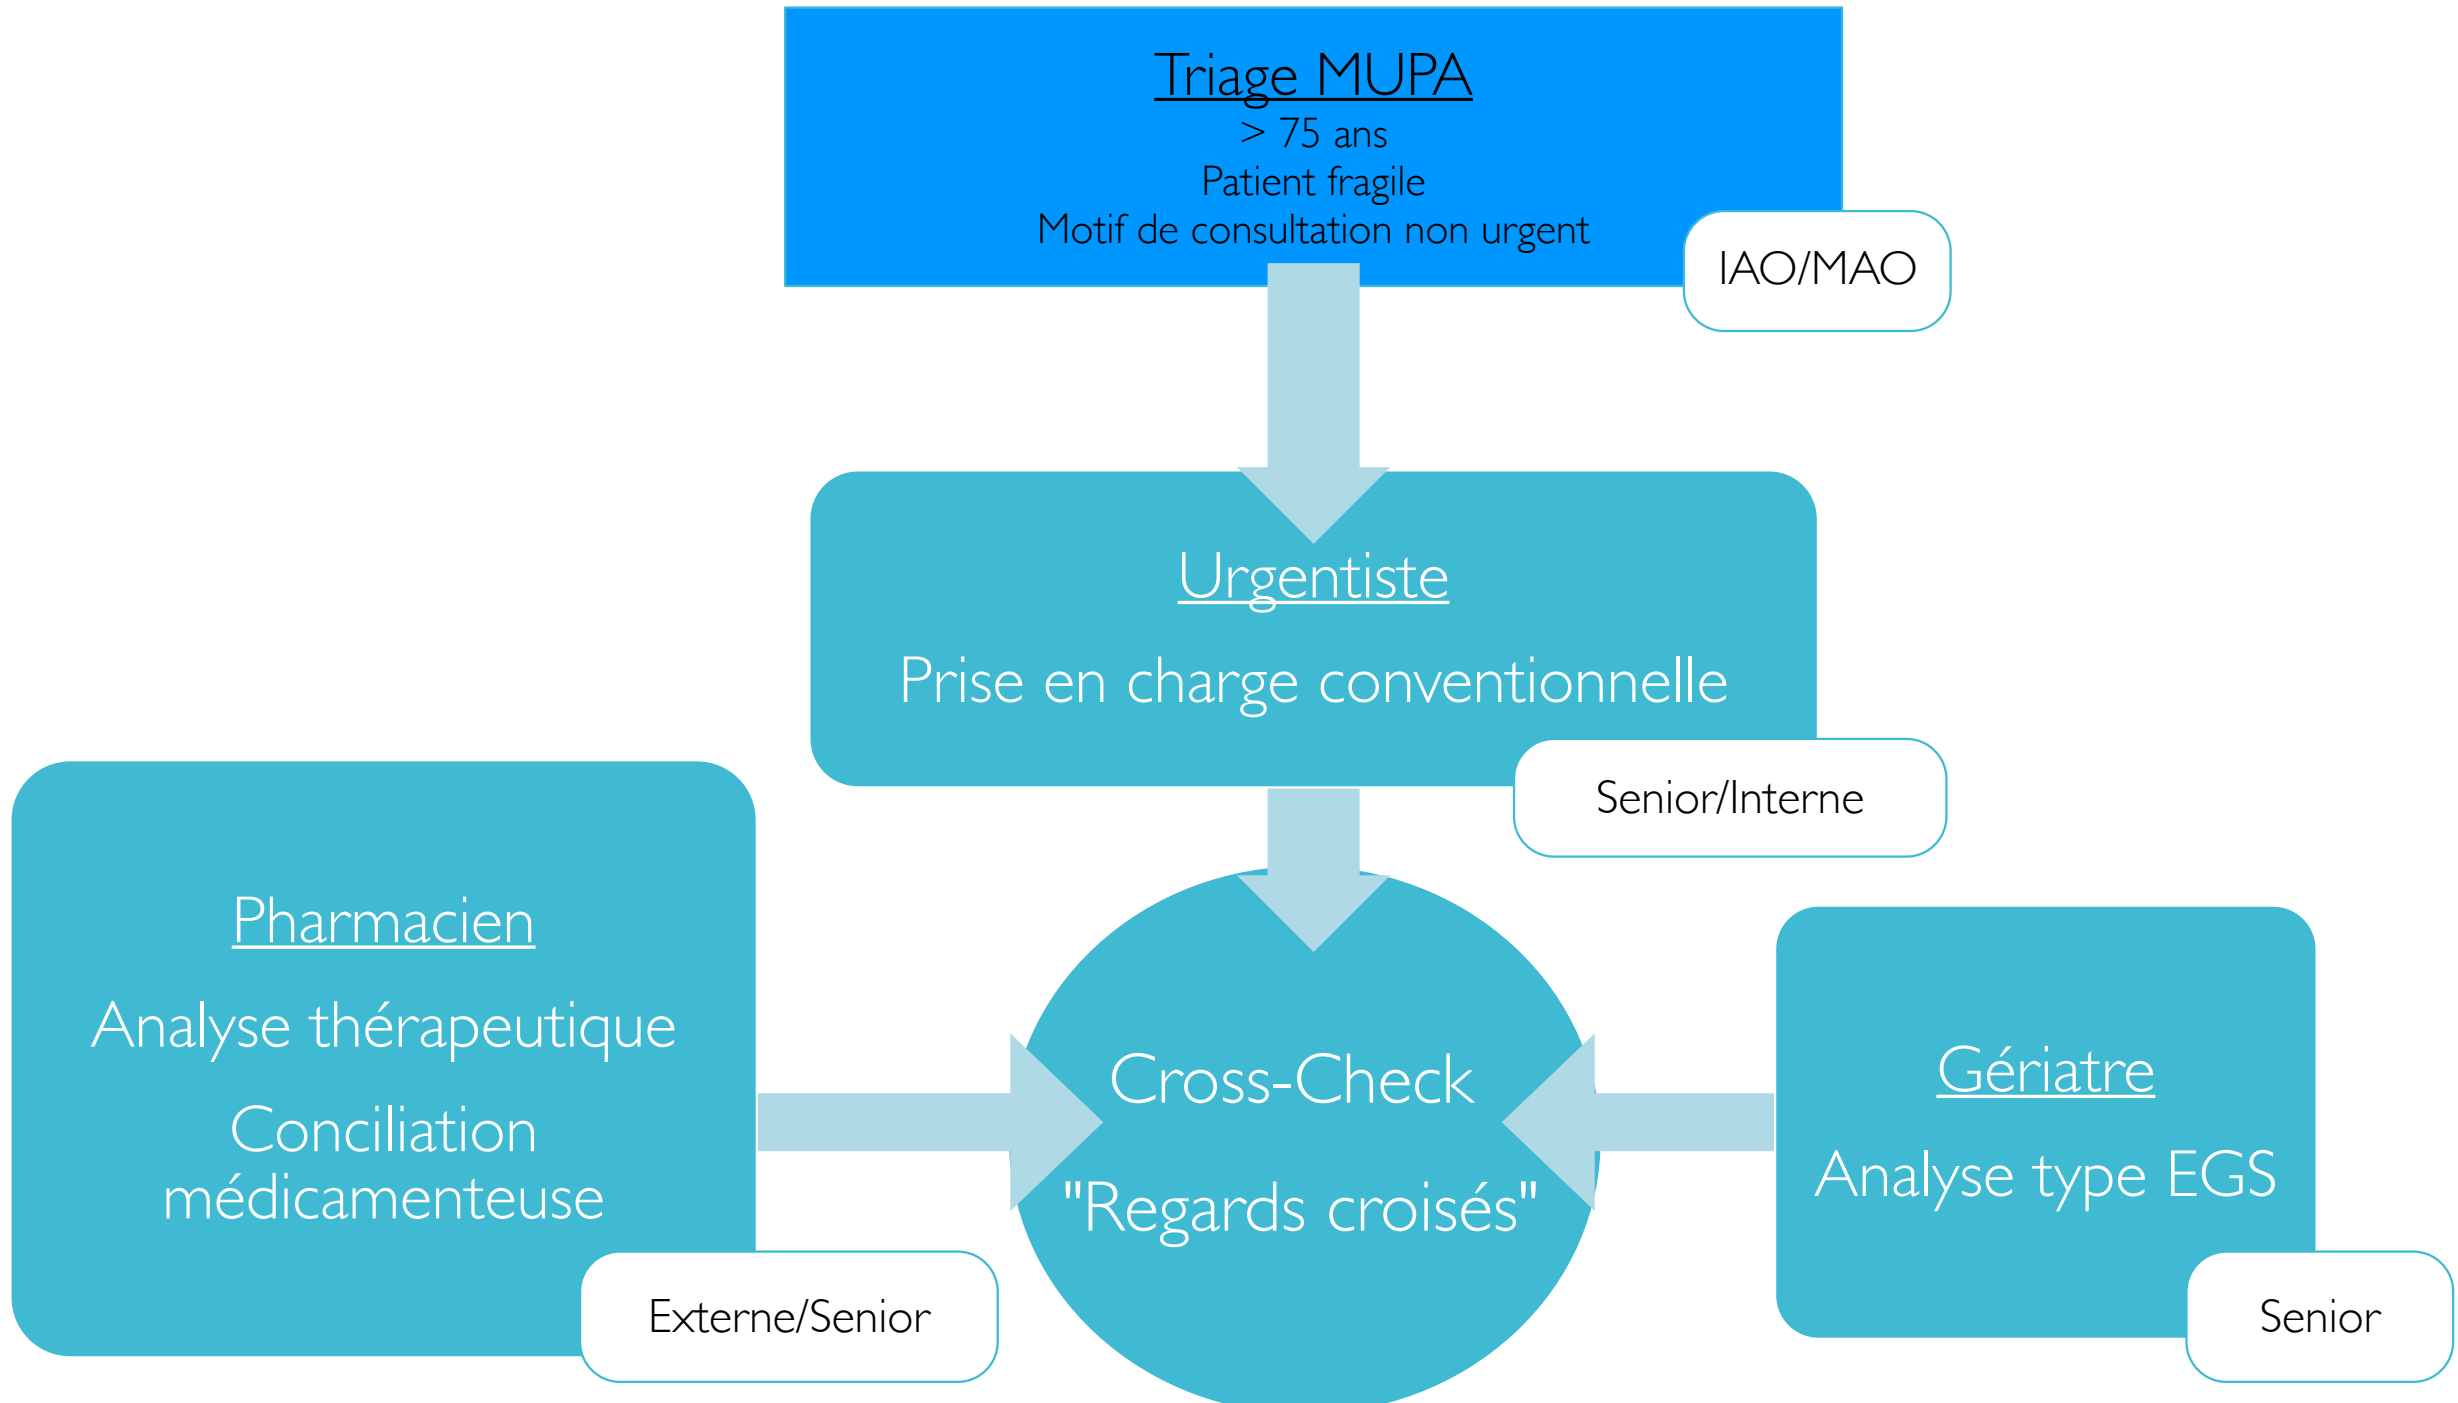 Triage MUPA
> 75 ans
Patient fragile
Motif de consultation non urgent
IAO/MAO
Urgentiste
Prise en charge conventionnelle
Senior/Interne
Pharmacien
Analyse thérapeutique
Conciliation
médicamenteuse
Externe/Senior
Cross-Check
"Regards croisés"
Gériatre
Analyse type EGS
Senior